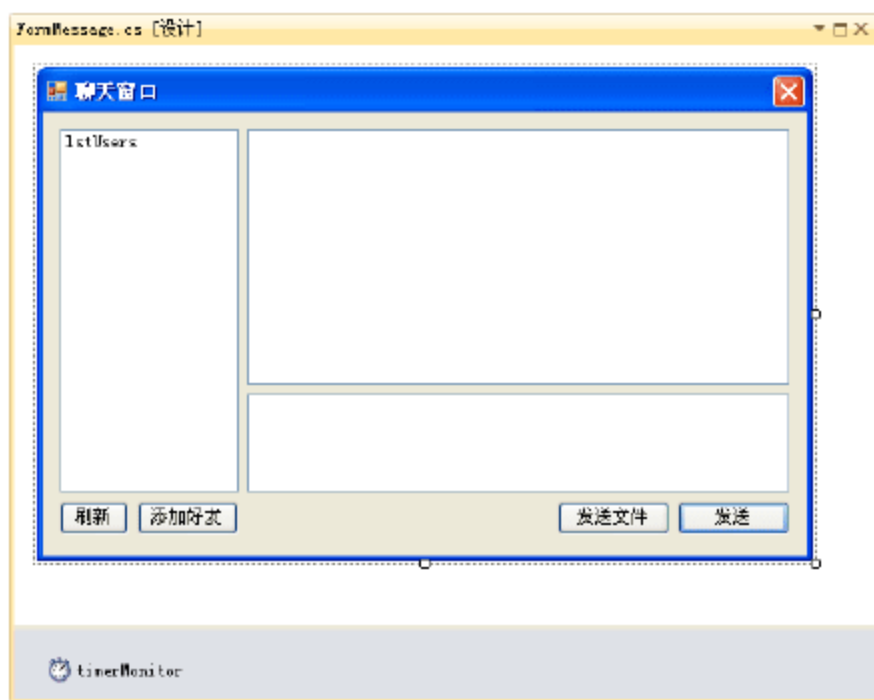 FormMessage.cs [设计]
聊天窗口
lstUsers
刷新
添加好友
发送文件
发送
timerMonitor